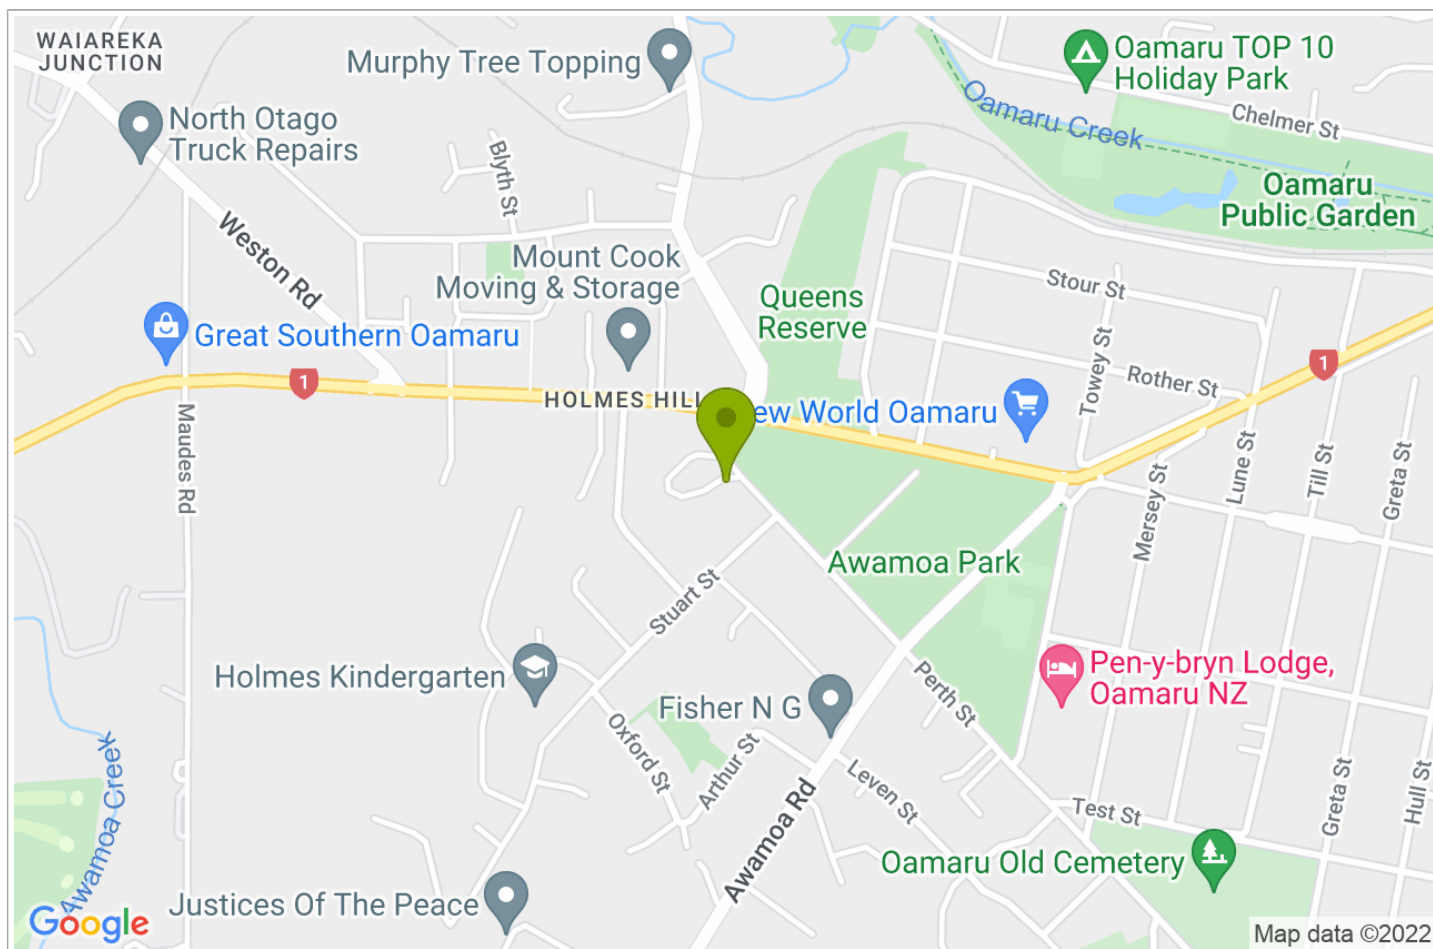 WAIAREKA
JUNCTION
Murphy Tree Topping
Oamaru TOP 10
Holiday Park
North Otago
Truck Repairs
Oamaru Creek
Chelmer St
Blyth St
Oamaru
Public Garden
Weston Rd
Mount Cook
Moving & Storage
Queens
Reserve
Stour St
Great Southern Oamaru
Towey St
Rother St
1
1
HOLMES HILL
ew World Oamaru
Maudes Rd
Mersey St
Lune St
Till St
Greta St
Awamoa Park
Stuart St
Holmes Kindergarten
Pen-y-bryn Lodge,
Oamaru NZ
Fisher N G
Perth St
Oxford St
Arthur St
Leven St
Awamoa Creek
Awamoa Rd
Test St
Greta St
Hull St
Oamaru Old Cemetery
Justices Of The Peace
Google
Map data ©2022